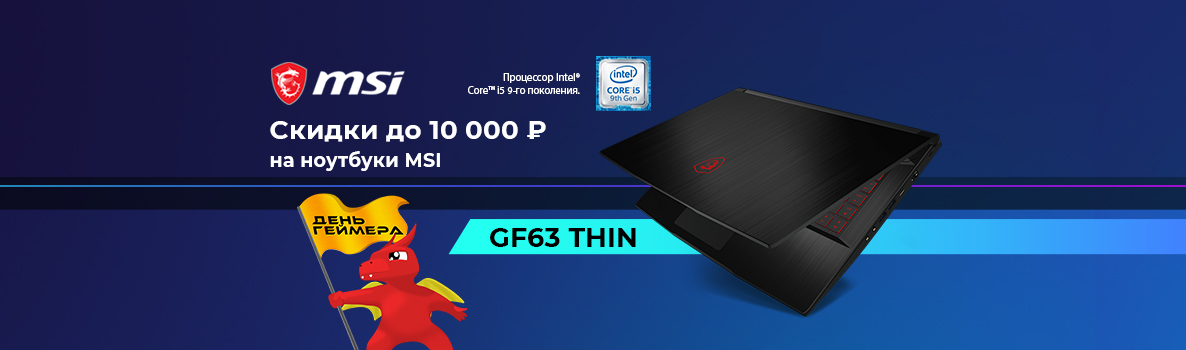 msi
Процессор Intel®
Core™ i5 9-го поколения.
intel
CORE i5
9th Gen
Скидки до 10 000 ₽
на ноутбуки MSI
ДЕНЬ
ГЕЙМЕРА
GF63 THIN